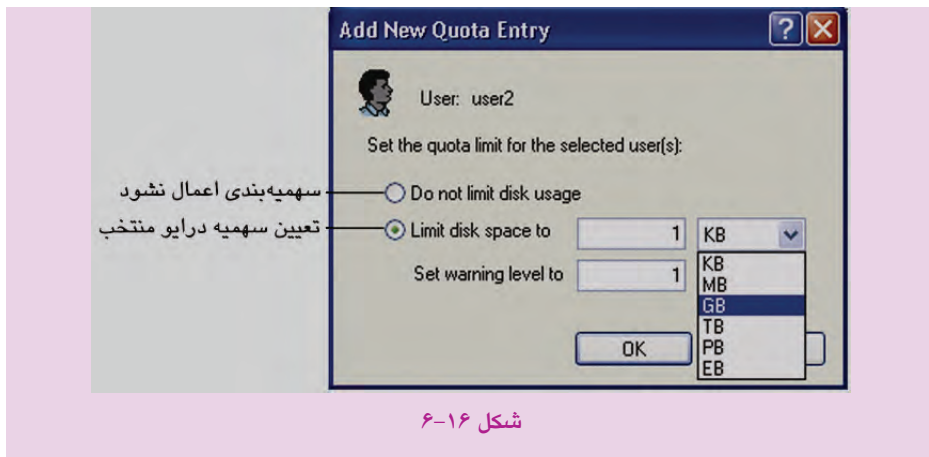 Add New Quota Entry
User: user2
Set the quota limit for the selected user(s):
سهمیه‌بندی اعمال نشود
Do not limit disk usage
تعیین سهمیه درایو منتخب
Limit disk space to 1 KB
Set warning level to 1
KB
MB
GB
TB
PB
EB
OK
شکل ۱۶-۶